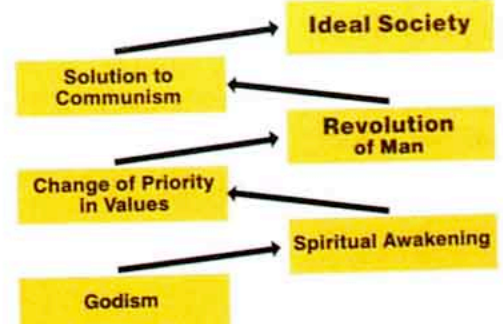 Ideal Society
Solution to
Communism
Revolution
of Man
Change of Priority
in Values
Spiritual Awakening
Godism